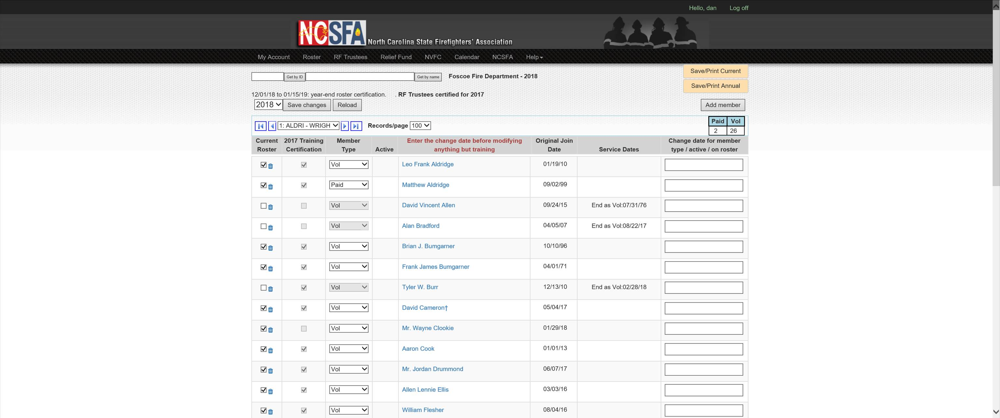 Hello, dan Log off
NCSFA North Carolina State Firefighters' Association
My Account Roster RF Trustees Relief Fund NVFC Calendar NCSFA Help
Get by ID Get by name Foscoe Fire Department - 2018
Save/Print Current
Save/Print Annual
12/01/18 to 01/15/19: year-end roster certification. . RF Trustees certified for 2017
2018 Save changes Reload Add member
1: ALDRI - WRIGH Records/page 100
Paid Vol
2 26
Current Roster 2017 Training Certification Member Type Active Enter the change date before modifying anything but training Original Join Date Service Dates Change date for member type / active / on roster
Vol Leo Frank Aldridge 01/19/10
Paid Matthew Aldridge 09/02/99
Vol David Vincent Allen 09/24/15 End as Vol:07/31/76
Vol Alan Bradford 04/05/07 End as Vol:08/22/17
Vol Brian J. Bumgarner 10/10/96
Vol Frank James Bumgarner 04/01/71
Vol Tyler W. Burr 12/13/10 End as Vol:02/28/18
Vol David Cameron† 05/04/17
Vol Mr. Wayne Clookie 01/29/18
Vol Aaron Cook 01/01/13
Vol Mr. Jordan Drummond 06/07/17
Vol Allen Lennie Ellis 03/03/16
Vol William Flesher 08/04/16